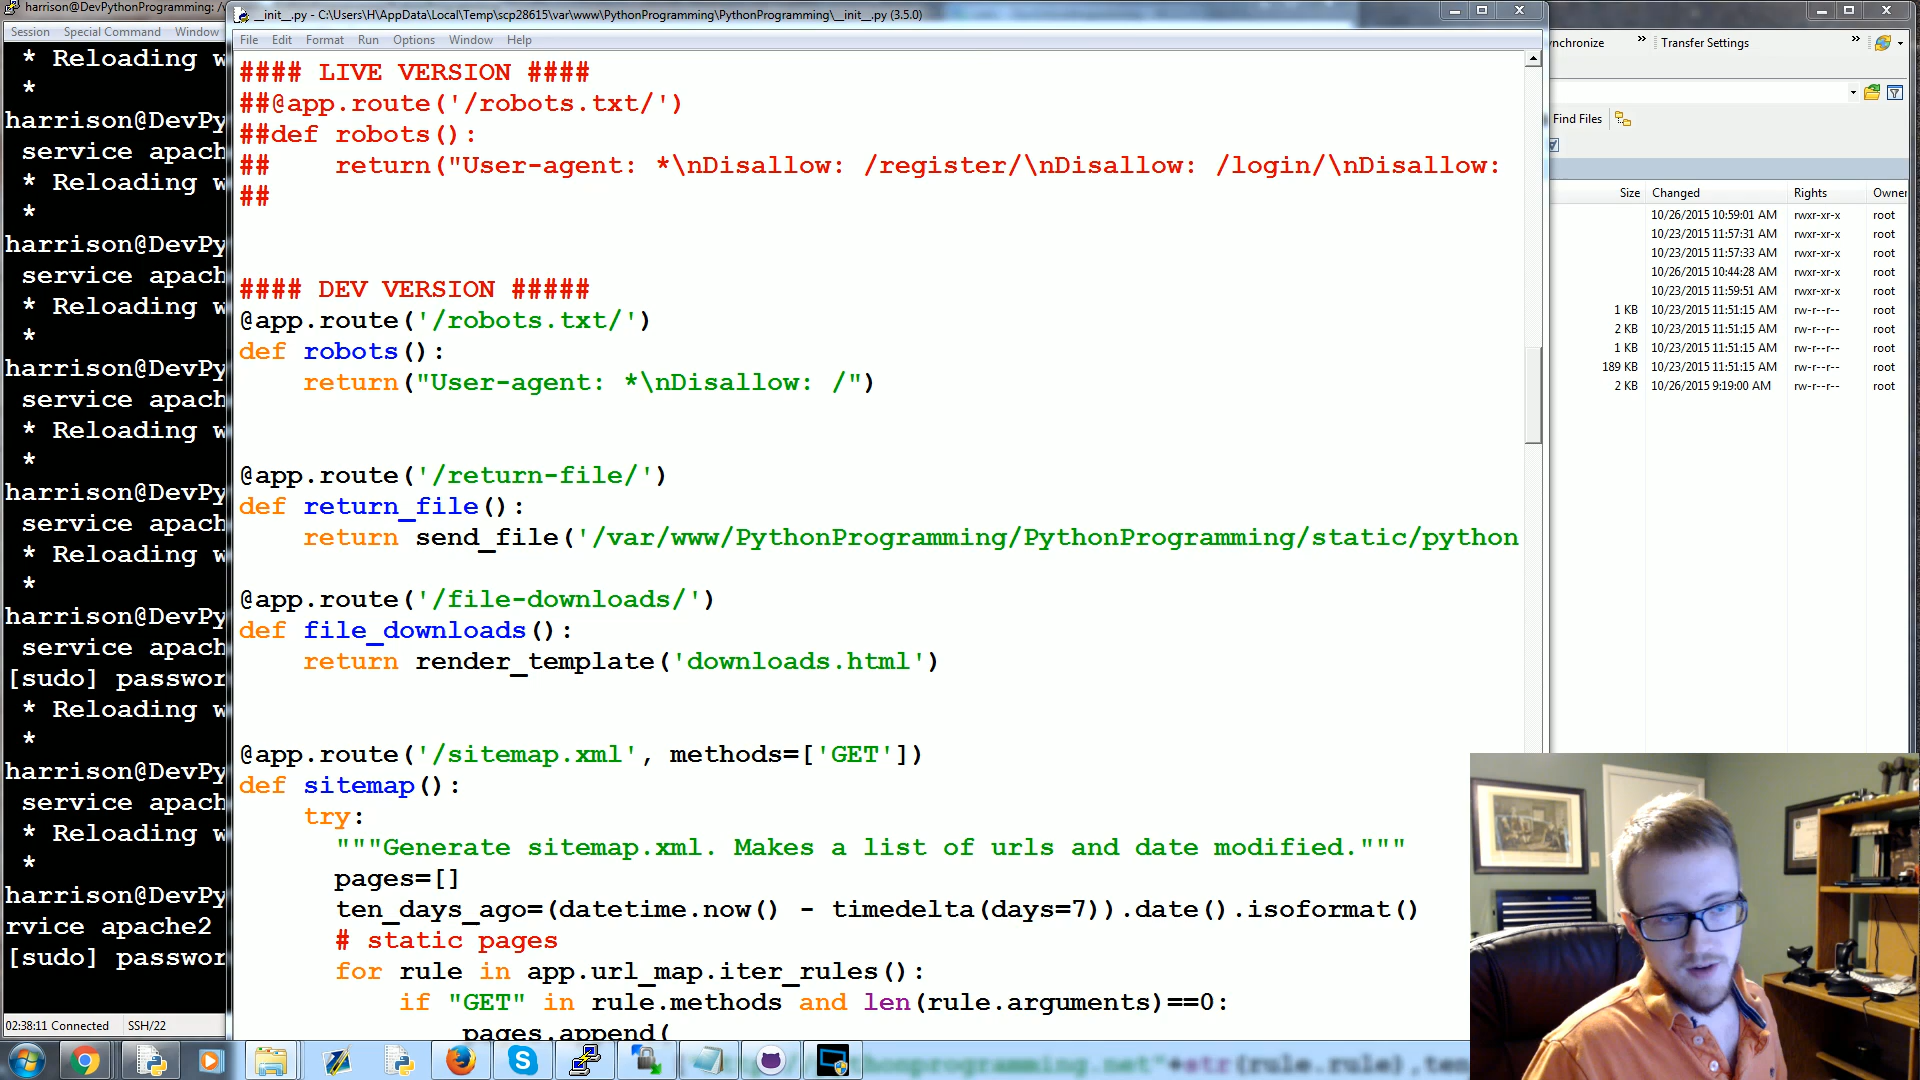 harrison@DevPythonProgramming: /
Session Special Command Window
* Reloading w
*
harrison@DevPy
service apach
* Reloading w
*
harrison@DevPy
service apach
* Reloading w
*
harrison@DevPy
service apach
* Reloading w
*
harrison@DevPy
service apach
* Reloading w
*
harrison@DevPy
service apach
[sudo] passwor
* Reloading w
*
harrison@DevPy
service apach
* Reloading w
*
harrison@DevPy
rvice apache2
[sudo] passwor
02:38:11 Connected SSH/22
__init__.py - C:\Users\H\AppData\Local\Temp\scp28615\var\www\PythonProgramming\PythonProgramming\__init__.py (3.5.0)
File Edit Format Run Options Window Help
#### LIVE VERSION ####
##@app.route('/robots.txt/')
##def robots():
##    return("User-agent: *\nDisallow: /register/\nDisallow: /login/\nDisallow:
##
#### DEV VERSION #####
@app.route('/robots.txt/')
def robots():
    return("User-agent: *\nDisallow: /")
@app.route('/return-file/')
def return_file():
    return send_file('/var/www/PythonProgramming/PythonProgramming/static/python
@app.route('/file-downloads/')
def file_downloads():
    return render_template('downloads.html')
@app.route('/sitemap.xml', methods=['GET'])
def sitemap():
    try:
      """Generate sitemap.xml. Makes a list of urls and date modified."""
      pages=[]
      ten_days_ago=(datetime.now() - timedelta(days=7)).date().isoformat()
      # static pages
      for rule in app.url_map.iter_rules():
          if "GET" in rule.methods and len(rule.arguments)==0:
              pages.append(
pythonprogramming.net"+str(rule.rule),ten
nchronize » Transfer Settings »
Find Files
Size Changed Rights Owner
10/26/2015 10:59:01 AM rwxr-xr-x root
10/23/2015 11:57:31 AM rwxr-xr-x root
10/23/2015 11:57:33 AM rwxr-xr-x root
10/26/2015 10:44:28 AM rwxr-xr-x root
10/23/2015 11:59:51 AM rwxr-xr-x root
1 KB 10/23/2015 11:51:15 AM rw-r--r-- root
2 KB 10/23/2015 11:51:15 AM rw-r--r-- root
1 KB 10/23/2015 11:51:15 AM rw-r--r-- root
189 KB 10/23/2015 11:51:15 AM rw-r--r-- root
2 KB 10/26/2015 9:19:00 AM rw-r--r-- root